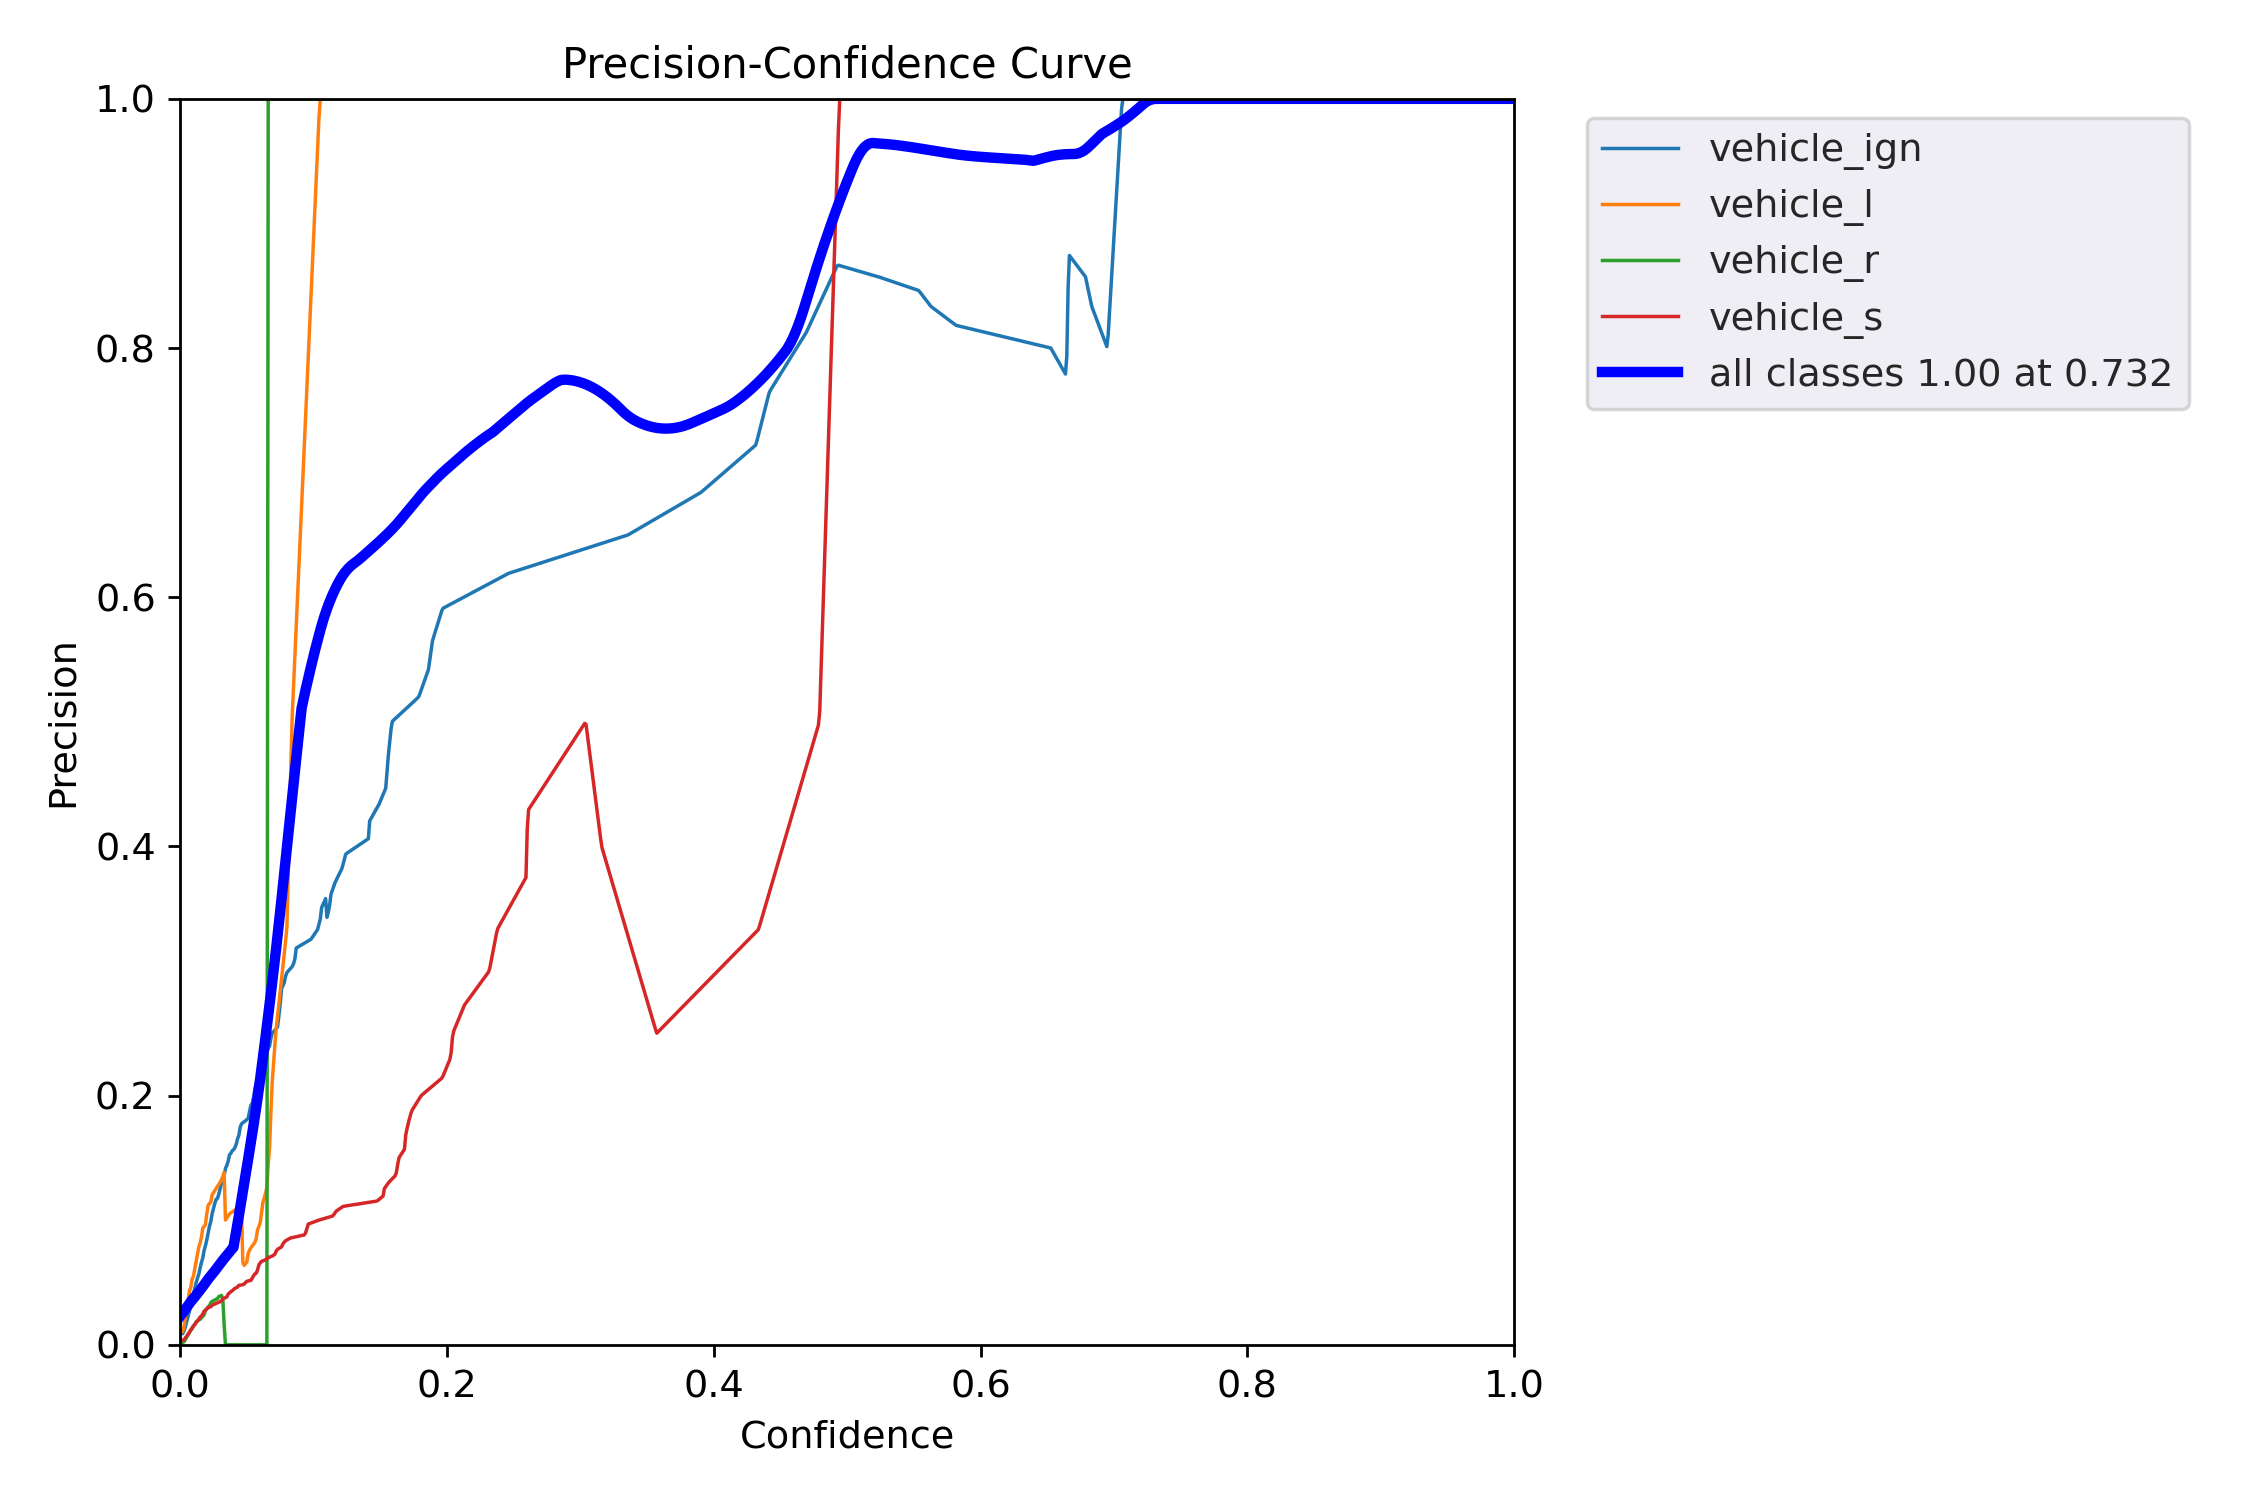 Precision-Confidence Curve
1.0
0.8
0.6
0.4
0.2
0.0
Precision
0.0 0.2 0.4 0.6 0.8 1.0
Confidence
vehicle_ign
vehicle_l
vehicle_r
vehicle_s
all classes 1.00 at 0.732